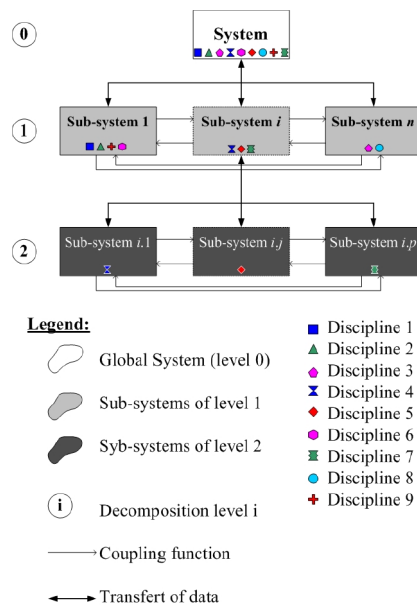 0
System
1
Sub-system 1
Sub-system i
Sub-system n
2
Sub-system i.1
Sub-system i.j
Sub-system i.p
Legend:
Global System (level 0)
Sub-systems of level 1
Syb-systems of level 2
i
Decomposition level i
Coupling function
Transfert of data
Discipline 1
Discipline 2
Discipline 3
Discipline 4
Discipline 5
Discipline 6
Discipline 7
Discipline 8
Discipline 9